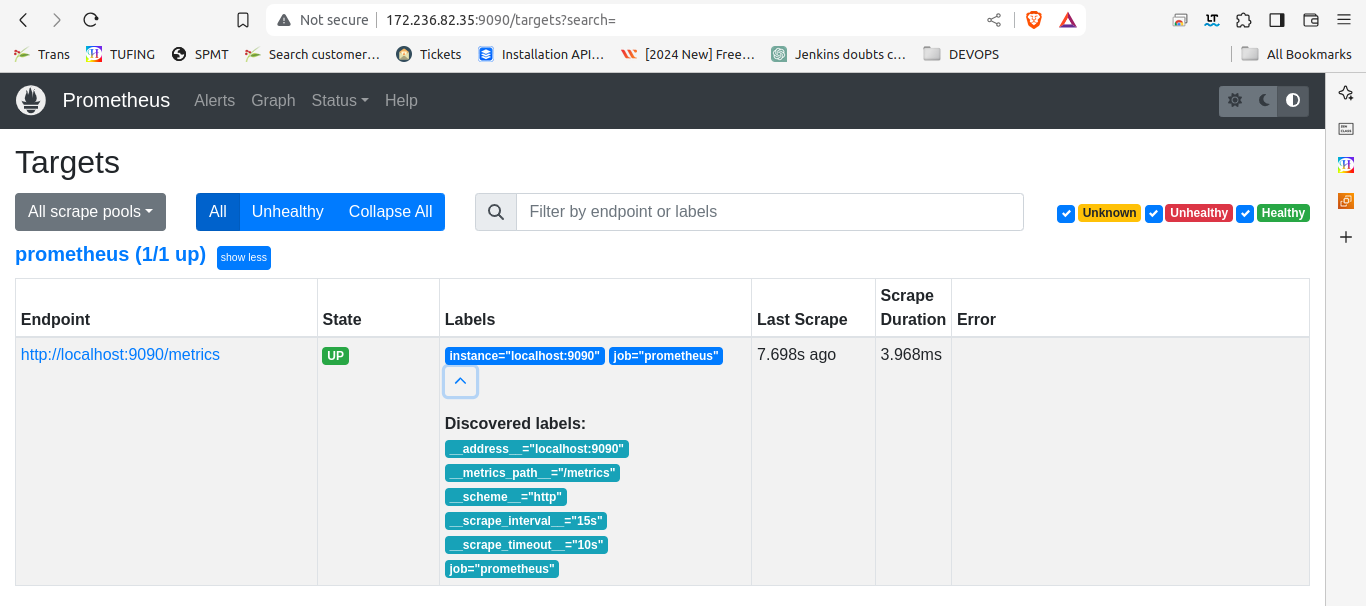 Not secure 172.236.82.35:9090/targets?search=
Trans TUFING SPMT Search customer... Tickets Installation API... [2024 New] Free... Jenkins doubts c... DEVOPS All Bookmarks
Prometheus Alerts Graph Status Help
Targets
All scrape pools All Unhealthy Collapse All Filter by endpoint or labels Unknown Unhealthy Healthy
prometheus (1/1 up) show less
Endpoint State Labels Last Scrape Scrape Duration Error
http://localhost:9090/metrics UP instance="localhost:9090" job="prometheus" 7.698s ago 3.968ms
Discovered labels:
__address__="localhost:9090"
__metrics_path__="/metrics"
__scheme__="http"
__scrape_interval__="15s"
__scrape_timeout__="10s"
job="prometheus"